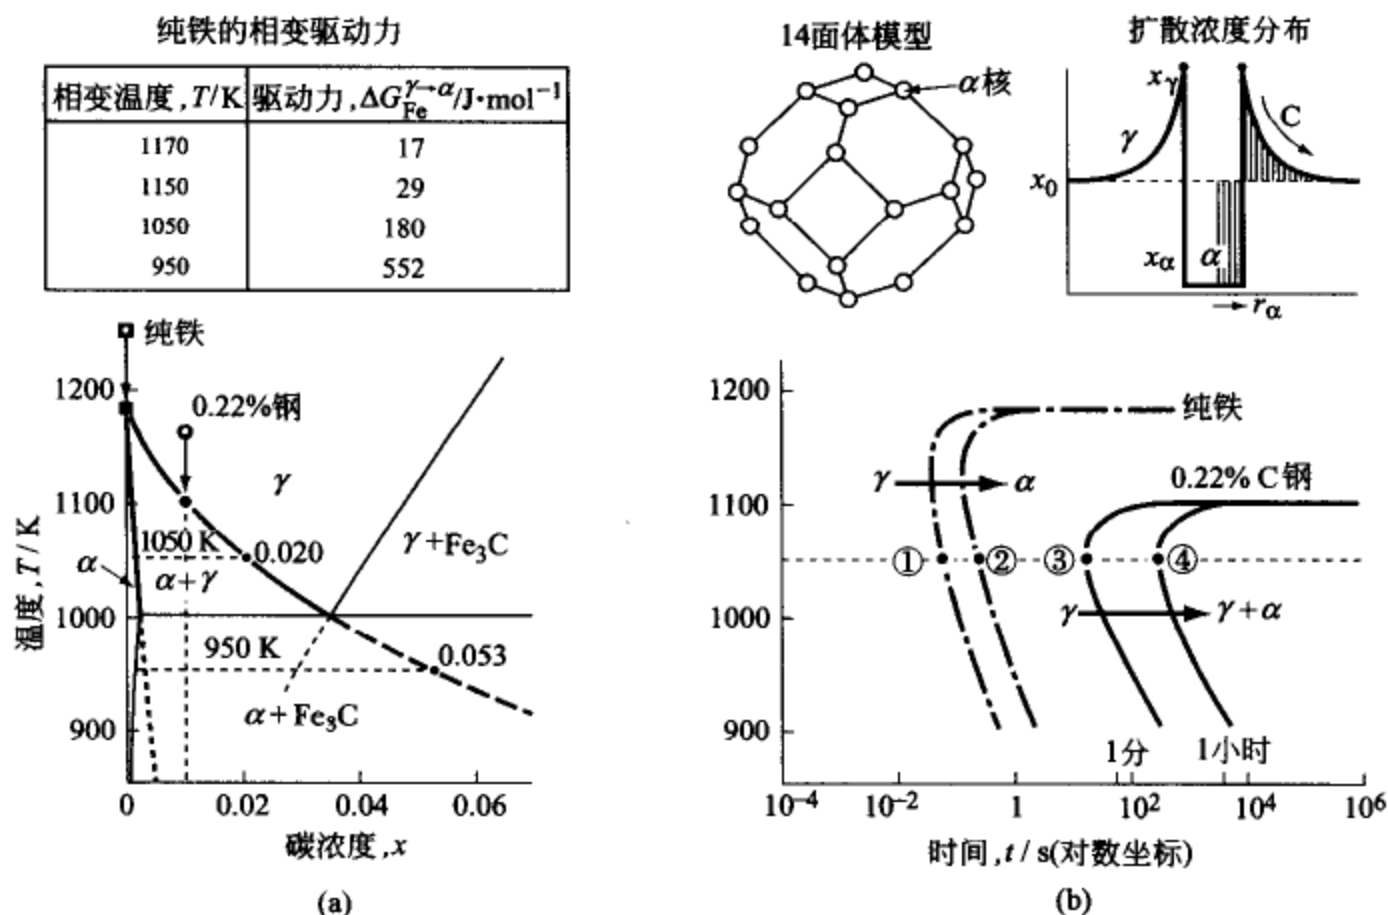 纯铁的相变驱动力
相变温度,T/K 驱动力,ΔG_Fe^γ→α/J·mol⁻¹
1170 17
1150 29
1050 180
950 552
14面体模型
α核
扩散浓度分布
xγ
C
γ
x0
xα
α
rα
纯铁
1200
0.22%钢
γ
1100
1050 K
0.020
γ+Fe₃C
α
α+γ
1000
950 K
0.053
α+Fe₃C
900
温度,T/K
0 0.02 0.04 0.06
碳浓度,x
(a)
1200
纯铁
γ α
0.22% C钢
1100
① ② ③ ④
1000
γ γ+α
900
1分 1小时
10⁻⁴ 10⁻² 1 10² 10⁴ 10⁶
时间,t/s(对数坐标)
(b)